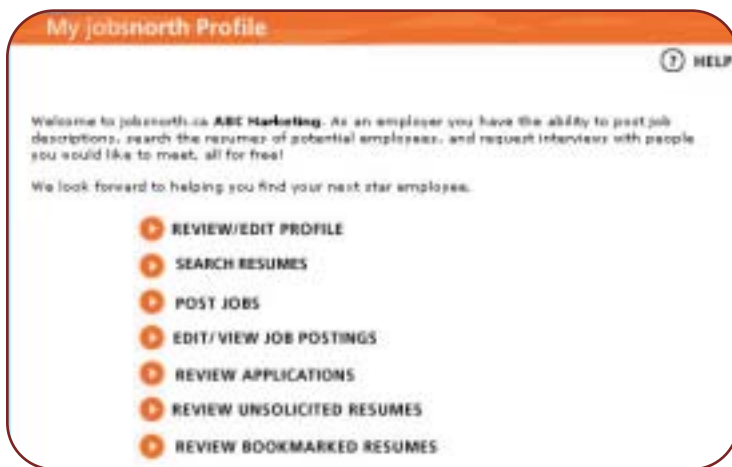 My jobsnorth Profile
? HELP
Welcome to jobsnorth.ca ABC Marketing. As an employer you have the ability to post job
descriptions, search the resumes of potential employees, and request interviews with people
you would like to meet, all for free!
We look forward to helping you find your next star employee.
REVIEW/EDIT PROFILE
SEARCH RESUMES
POST JOBS
EDIT/ VIEW JOB POSTINGS
REVIEW APPLICATIONS
REVIEW UNSOLICITED RESUMES
REVIEW BOOKMARKED RESUMES